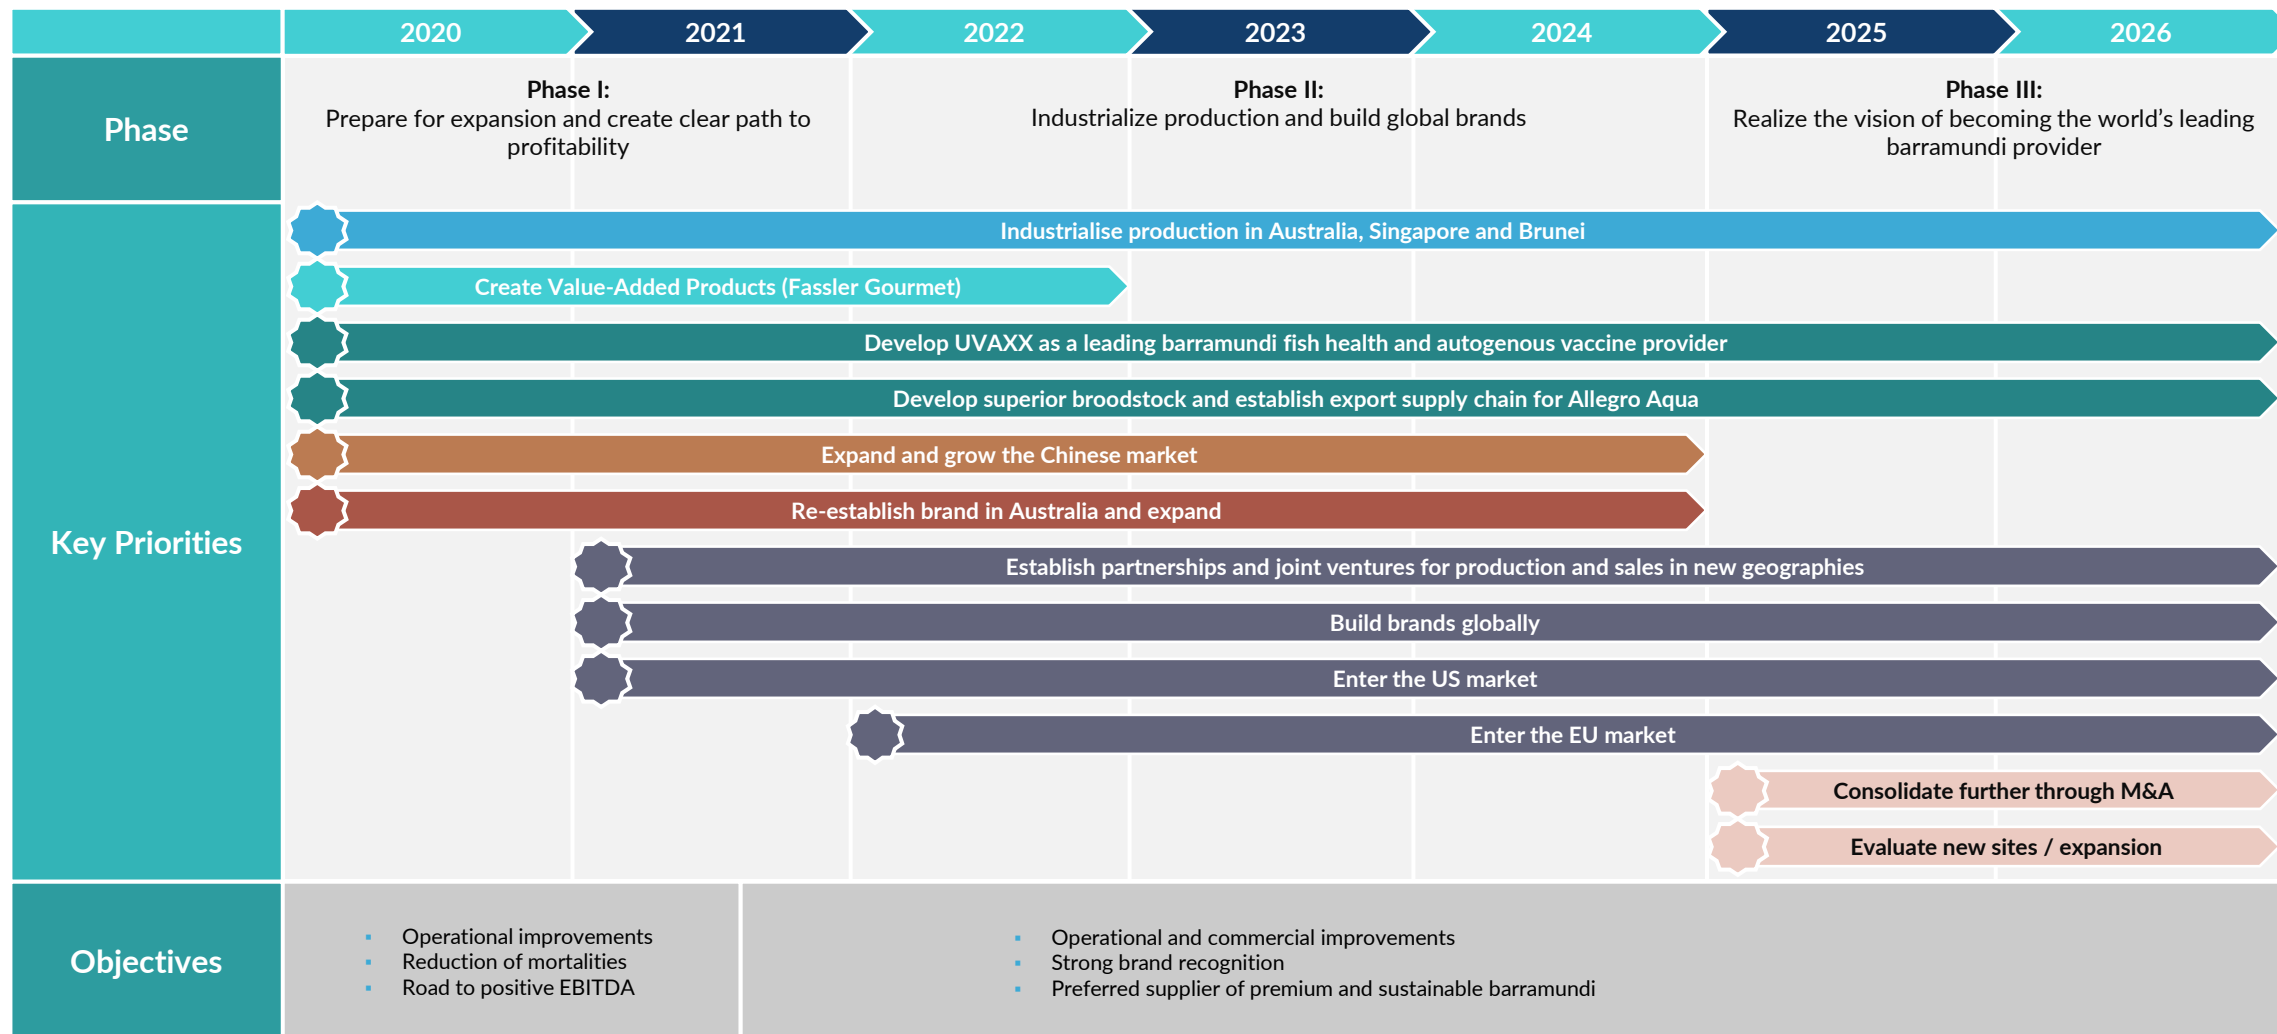 2020 2021 2022 2023 2024 2025 2026
Phase
Phase I:
Prepare for expansion and create clear path to
profitability
Phase II:
Industrialize production and build global brands
Phase III:
Realize the vision of becoming the world’s leading
barramundi provider
Key Priorities
Industrialise production in Australia, Singapore and Brunei
Create Value-Added Products (Fassler Gourmet)
Develop UVAXX as a leading barramundi fish health and autogenous vaccine provider
Develop superior broodstock and establish export supply chain for Allegro Aqua
Expand and grow the Chinese market
Re-establish brand in Australia and expand
Establish partnerships and joint ventures for production and sales in new geographies
Build brands globally
Enter the US market
Enter the EU market
Consolidate further through M&A
Evaluate new sites / expansion
Objectives
▪ Operational improvements
▪ Reduction of mortalities
▪ Road to positive EBITDA
▪ Operational and commercial improvements
▪ Strong brand recognition
▪ Preferred supplier of premium and sustainable barramundi